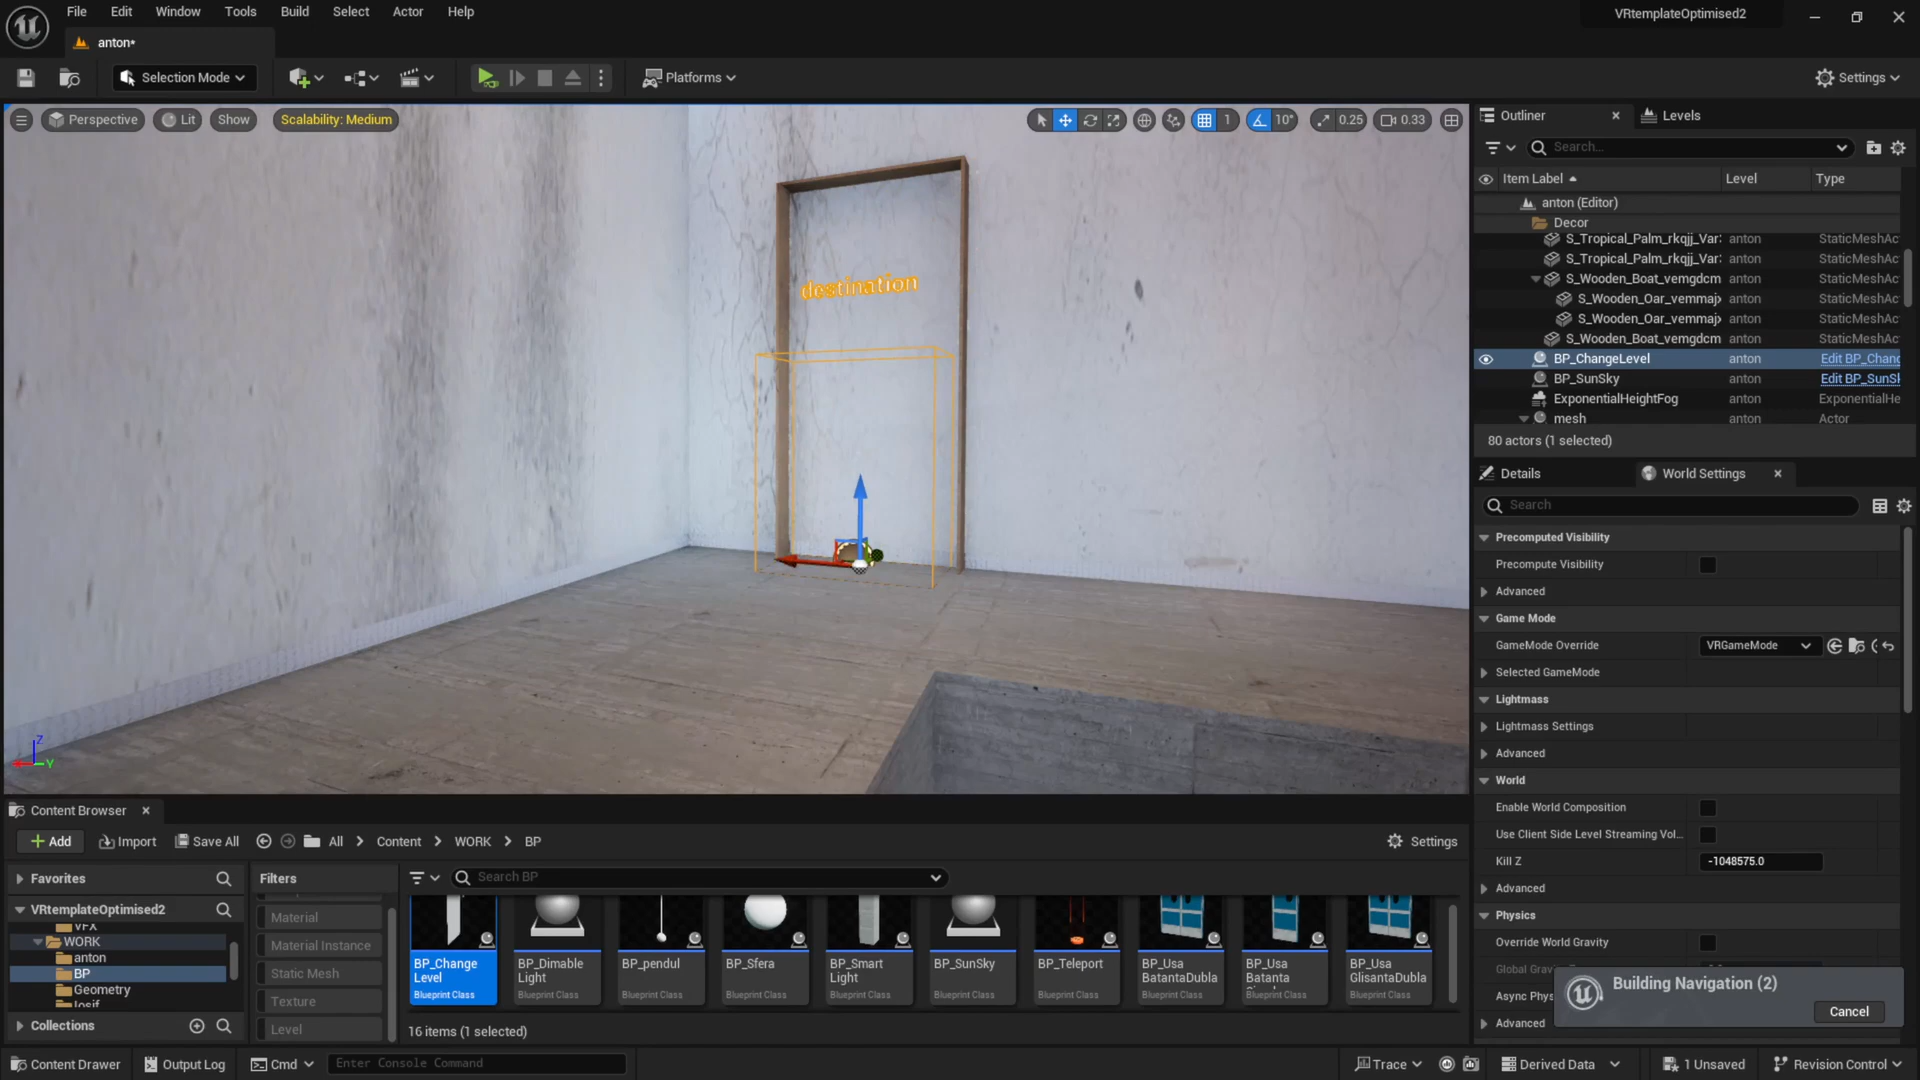 File Edit Window Tools Build Select Actor Help
VRtemplateOptimised2
anton*
Selection Mode
Platforms
Settings
Perspective Lit Show Scalability: Medium
1 10° 0.25 0.33
destination
Z
Y
Outiner Levels
Search...
Item Label Level Type
anton (Editor)
Decor
S_Tropical_Palm_rkqjj_Var: anton StaticMeshAc
S_Tropical_Palm_rkqjj_Var: anton StaticMeshAc
S_Wooden_Boat_vemgdcm anton StaticMeshAc
S_Wooden_Oar_vemmaj anton StaticMeshAc
S_Wooden_Oar_vemmaj anton StaticMeshAc
S_Wooden_Boat_vemgdcm anton StaticMeshAc
BP_ChangeLevel anton Edit BP_Chang
BP_SunSky anton Edit BP_SunSk
ExponentialHeightFog anton ExponentialHe
mesh anton Actor
80 actors (1 selected)
Details World Settings
Search
Precomputed Visibility
Precompute Visibility
Advanced
Game Mode
GameMode Override VRGameMode
Selected GameMode
Lightmass
Lightmass Settings
Advanced
World
Enable World Composition
Use Client Side Level Streaming Vol...
Kill Z -1048575.0
Advanced
Physics
Override World Gravity
Global Gravity
Async Phys
Advanced
Building Navigation (2)
Cancel
Content Browser
Add Import Save All All Content WORK BP Settings
Favorites
VRtemplateOptimised2
VFX
WORK
anton
BP
Geometry
Iosif
Collections
Filters
Material
Material Instance
Static Mesh
Texture
Level
Search BP
BP_Change Level
Blueprint Class
BP_Dimable Light
Blueprint Class
BP_pendul
Blueprint Class
BP_Sfera
Blueprint Class
BP_Smart Light
Blueprint Class
BP_SunSky
Blueprint Class
BP_Teleport
Blueprint Class
BP_Usa BatantaDubla
Blueprint Class
BP_Usa Batanta
Blueprint Class
BP_Usa GlisantaDubla
Blueprint Class
16 items (1 selected)
Content Drawer Output Log Cmd Enter Console Command Trace Derived Data 1 Unsaved Revision Control